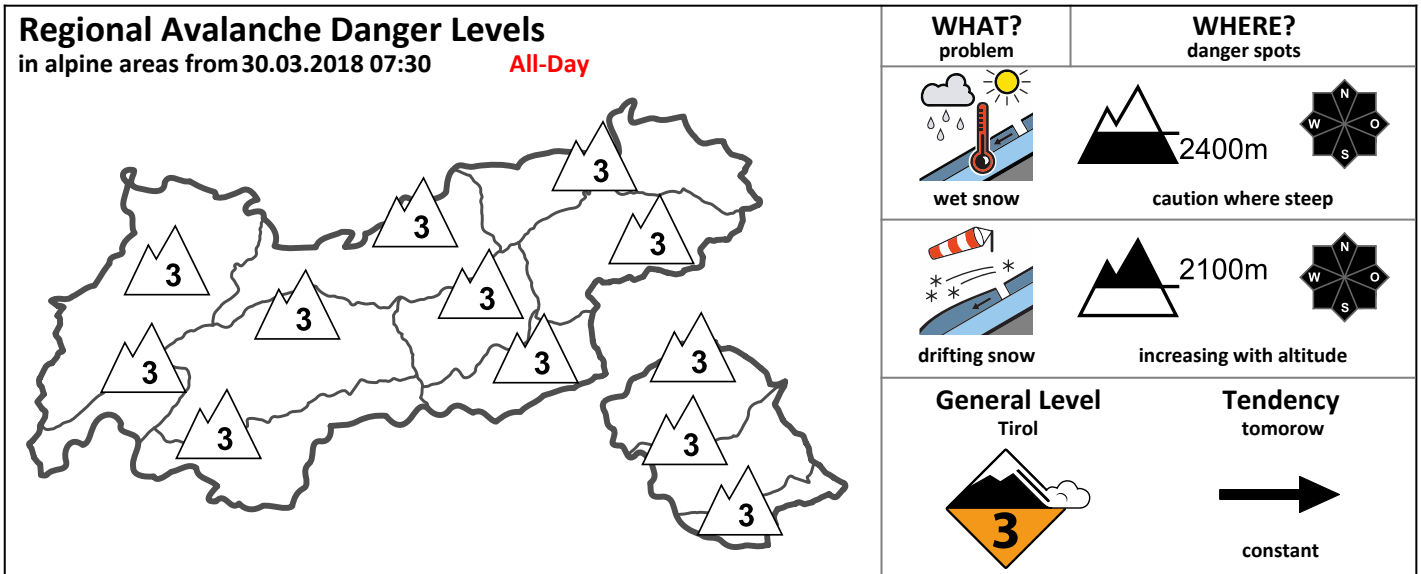 Regional Avalanche Danger Levels
in alpine areas from 30.03.2018 07:30 All-Day
3
3
3
3
3
3
3
3
3
3
3
3
WHAT?
problem
WHERE?
danger spots
wet snow
2400m
N
W
O
S
caution where steep
drifting snow
2100m
N
W
O
S
increasing with altitude
General Level
Tirol
3
Tendency
tomorow
constant